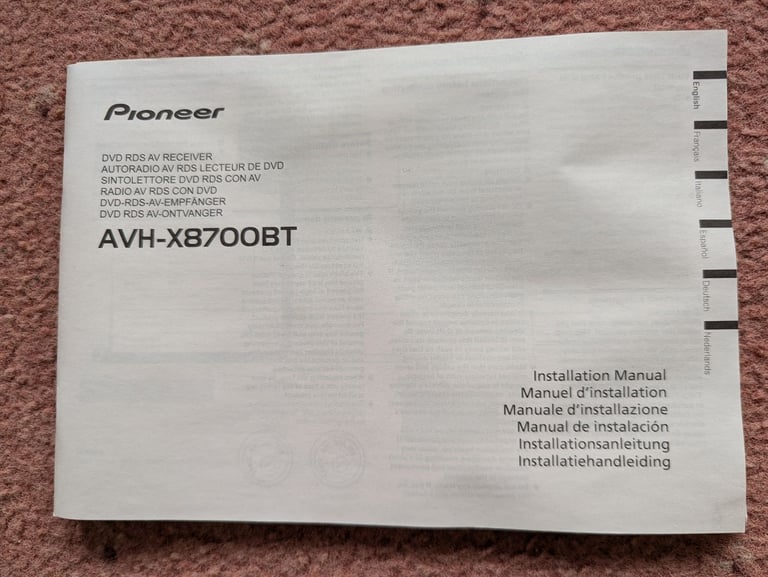 Pioneer
DVD RDS AV RECEIVER
AUTORADIO AV RDS LECTEUR DE DVD
SINTOLETTORE DVD RDS CON AV
RADIO AV RDS CON DVD
DVD-RDS-AV-EMPFÄNGER
DVD RDS AV-ONTVANGER
AVH-X8700BT
English
Français
Italiano
Español
Deutsch
Nederlands
Installation Manual
Manuel d'installation
Manuale d'installazione
Manual de instalación
Installationsanleitung
Installatiehandleiding